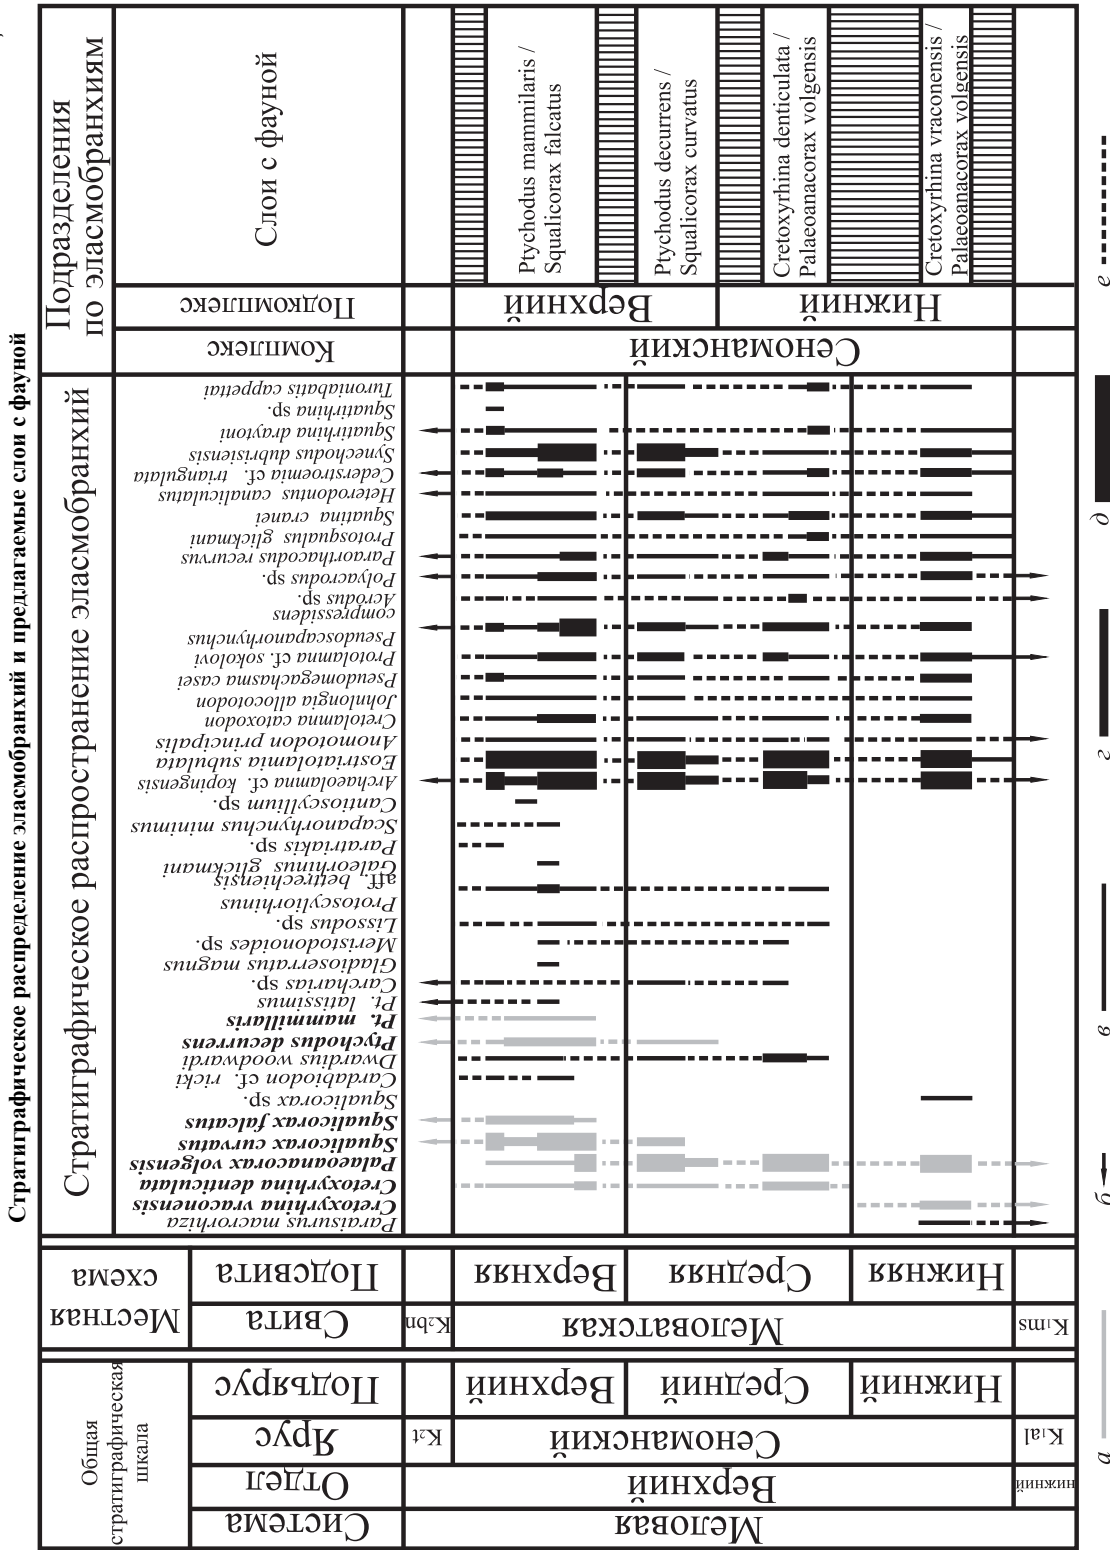 Стратиграфическое распределение эласмобранхий и предлагаемые слои с фауной
Общая
стратиграфическая
шкала
Система
Отдел
Ярус
Подъярус
Местная
схема
Свита
Подсвита
Стратиграфическое распространение эласмобранхий
Подразделения
по эласмобранхиям
Комплекс
Подкомплекс
Слои с фауной
Меловая
Верхний
нижний
K₂t
Сеноманский
K₁al
Верхний
Средний
Нижний
K₂bn
Меловатская
K₁ms
Верхняя
Средняя
Нижняя
Paraisurus macrorhiza
Cretoxyrhina vraconensis
Cretoxyrhina denticulata
Palaeoanacorax volgensis
Squalicorax curvatus
Squalicorax falcatus
Squalicorax sp.
Cardabiodon cf. ricki
Dwardius woodwardi
Ptychodus decurrens
Pt. mammillaris
Pt. latissimus
Carcharias sp.
Gladioserratus magnus
Meristodonoides sp.
Lissodus sp.
Protoscyliorhinus
aff. bettrechiensis
Galeorhinus glickmani
Paratriakis sp.
Scapanorhynchus minimus
Cantioscyllium sp.
Archaeolamna cf. kopingensis
Eostriatolamia subulata
Anomotodon principalis
Cretolamna catoxodon
Johnlongia allocotodon
Pseudomegachasma casei
Protolamna cf. sokolovi
Pseudoscapanorhynchus
compressidens
Acrodus sp.
Polyacrodus sp.
Paraorthacodus recurvus
Protosqualus glickmani
Squatina cranei
Heterodontus canaliculatus
Cederstroemia cf. triangulata
Synechodus dubrisiensis
Squatirhina draytoni
Squatirhina sp.
Turoniabatis cappettai
Сеноманский
Верхний
Нижний
Ptychodus mammilaris /
Squalicorax falcatus
Ptychodus decurrens /
Squalicorax curvatus
Cretoxyrhina denticulata /
Palaeoanacorax volgensis
Cretoxyrhina vraconensis /
Palaeoanacorax volgensis
а
б
в
г
д
е